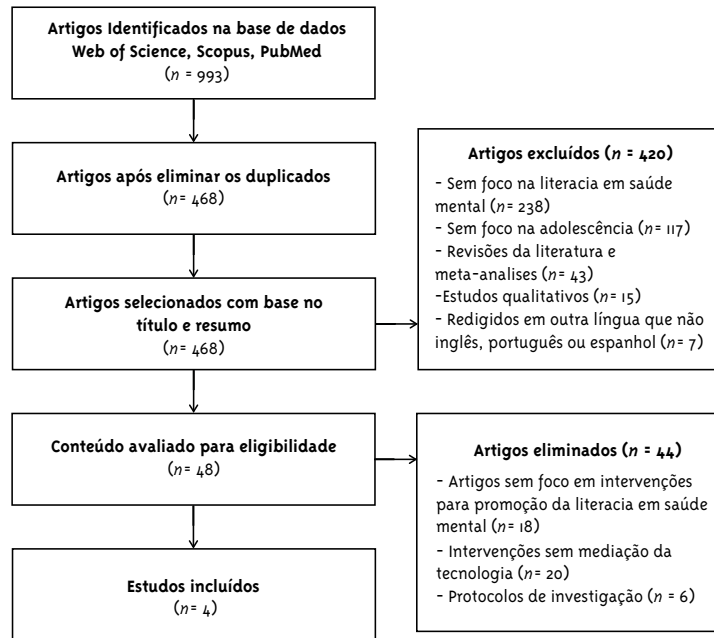 Artigos Identificados na base de dados
Web of Science, Scopus, PubMed
(n = 993)
Artigos após eliminar os duplicados
(n= 468)
Artigos selecionados com base no
título e resumo
(n= 468)
Artigos excluídos (n = 420)
- Sem foco na literacia em saúde
mental (n= 238)
- Sem foco na adolescência (n= 117)
- Revisões da literatura e
meta-analises (n= 43)
-Estudos qualitativos (n= 15)
- Redigidos em outra língua que não
inglês, português ou espanhol (n= 7)
Conteúdo avaliado para eligibilidade
(n= 48)
Artigos eliminados (n = 44)
- Artigos sem foco em intervenções
para promoção da literacia em saúde
mental (n= 18)
- Intervenções sem mediação da
tecnologia (n= 20)
- Protocolos de investigação (n = 6)
Estudos incluídos
(n= 4)